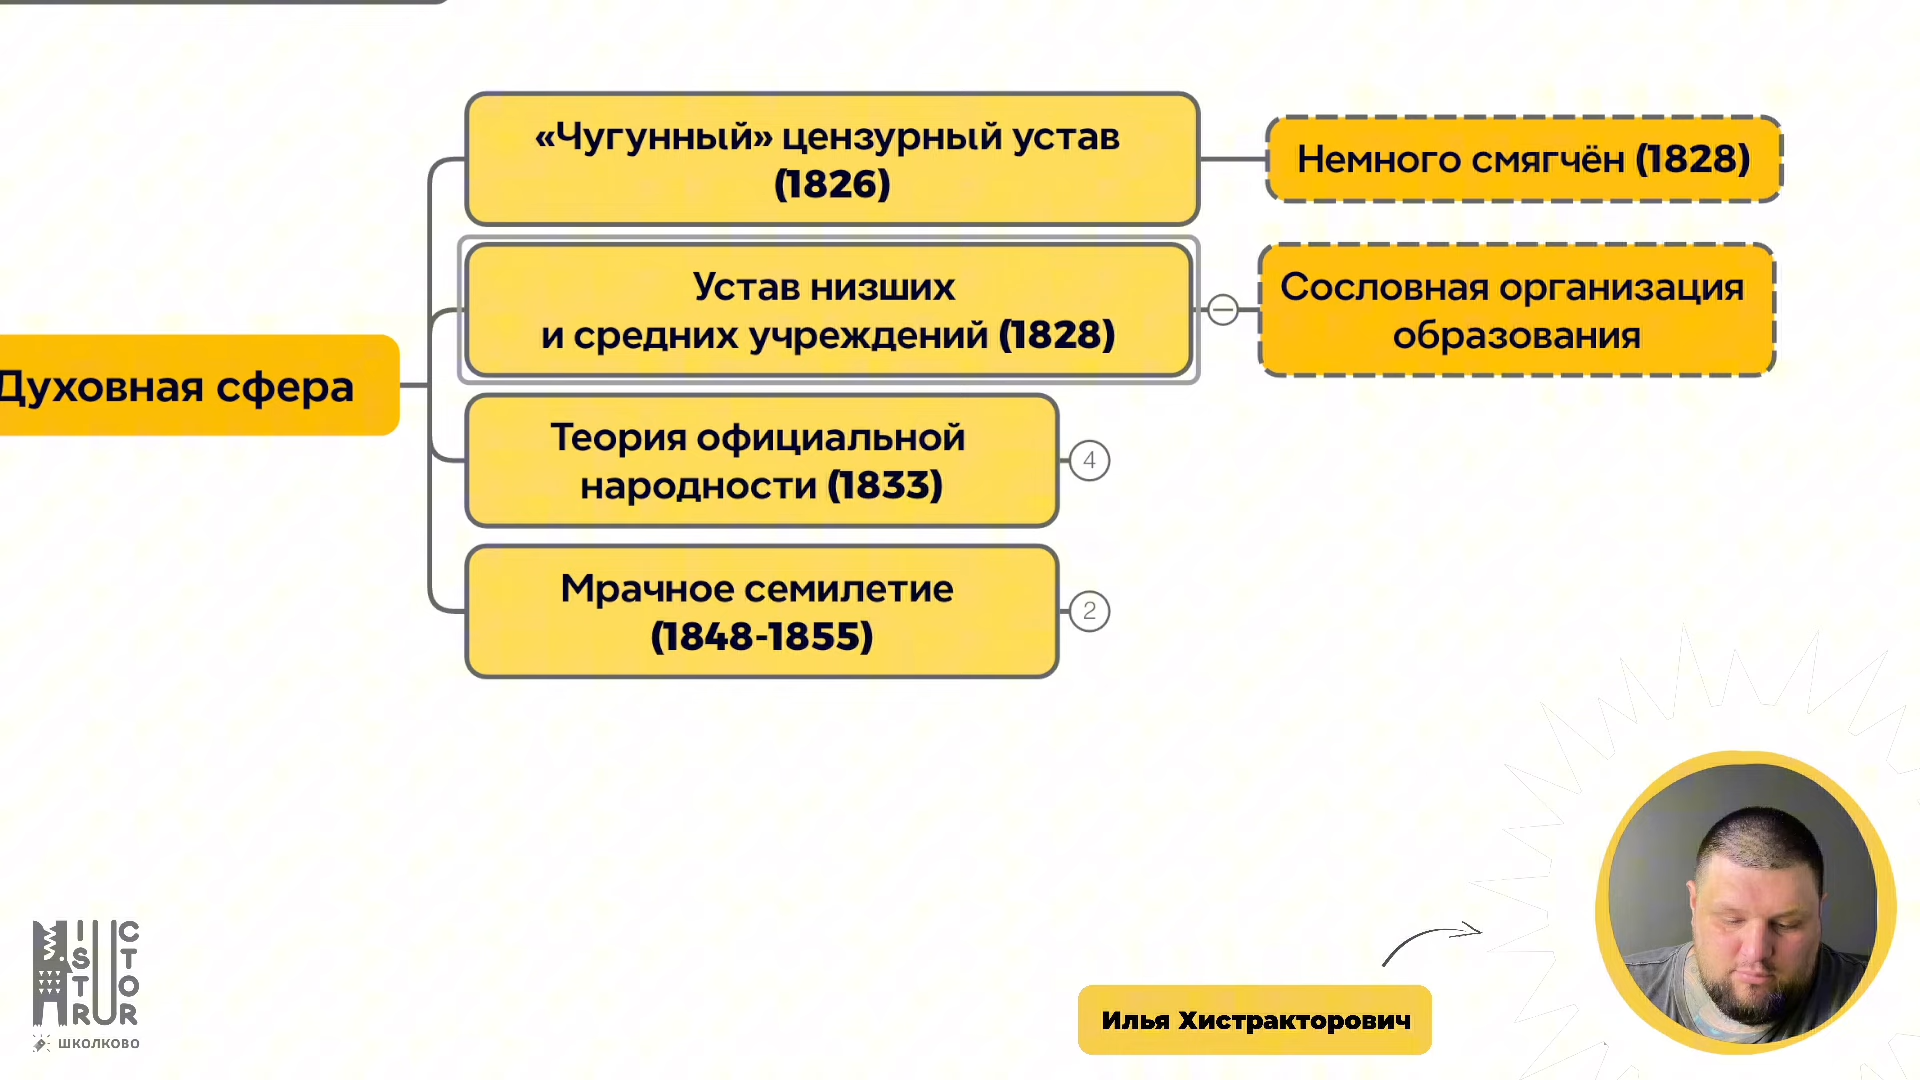 «Чугунный» цензурный устав
(1826)
Немного смягчён (1828)
Устав низших
и средних учреждений (1828)
Сословная организация
образования
Духовная сфера
Теория официальной
народности (1833)
4
Мрачное семилетие
(1848-1855)
2
HISTRUCTOR
ШКОЛКОВО
Илья Хистракторович